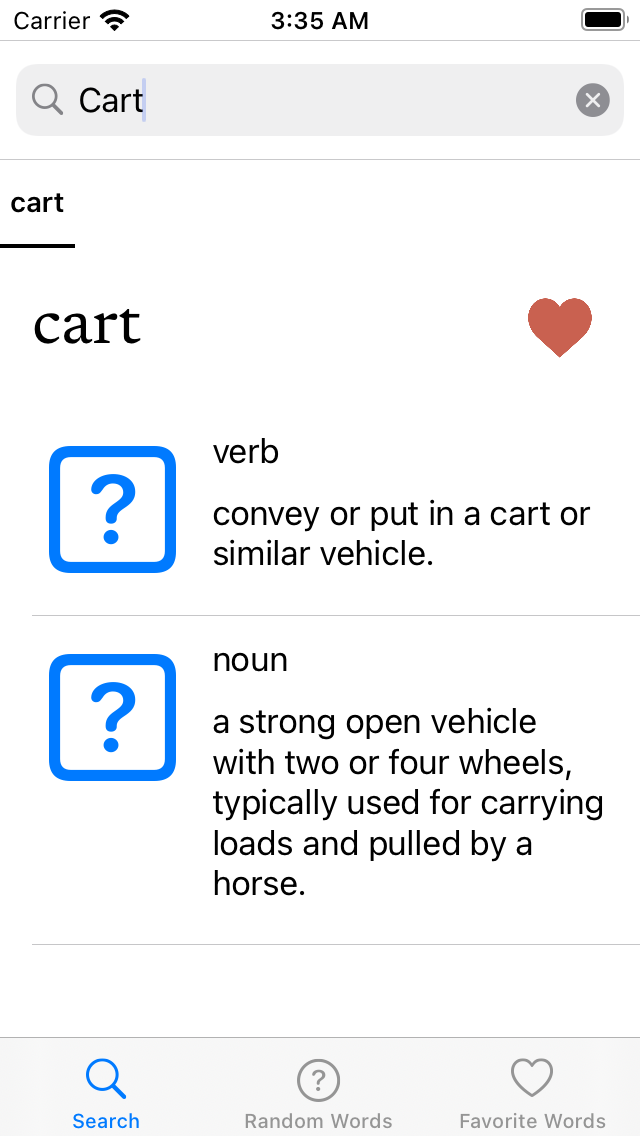 Carrier 3:35 AM
Cart
cart
cart
verb
convey or put in a cart or
similar vehicle.
noun
a strong open vehicle
with two or four wheels,
typically used for carrying
loads and pulled by a
horse.
Search Random Words Favorite Words